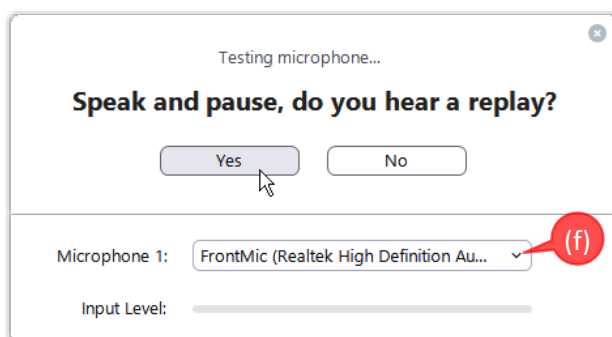 Testing microphone...
Speak and pause, do you hear a replay?
Yes No
Microphone 1: FrontMic (Realtek High Definition Au...
(f)
Input Level: